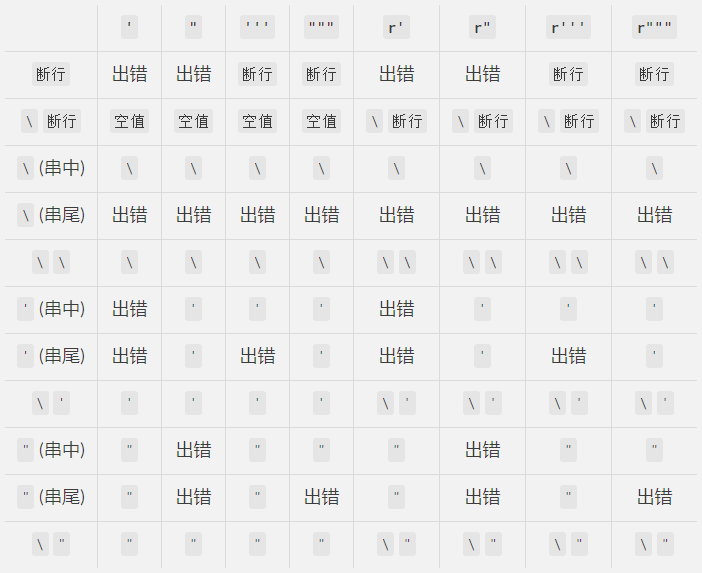 ' " ''' """ r' r" r''' r"""
断行 出错 出错 断行 断行 出错 出错 断行 断行
\ 断行 空值 空值 空值 空值 \ 断行 \ 断行 \ 断行 \ 断行
\ (串中) \ \ \ \ \ \ \ \
\ (串尾) 出错 出错 出错 出错 出错 出错 出错 出错
\ \ \ \ \ \ \ \ \ \ \ \ \ \
' (串中) 出错 ' ' ' 出错 ' ' '
' (串尾) 出错 ' 出错 ' 出错 ' 出错 '
\ ' ' ' ' ' \ ' \ ' \ ' \ '
" (串中) " 出错 " " " 出错 " "
" (串尾) " 出错 " 出错 " 出错 " 出错
\ " " " " " \ " \ " \ " \ "